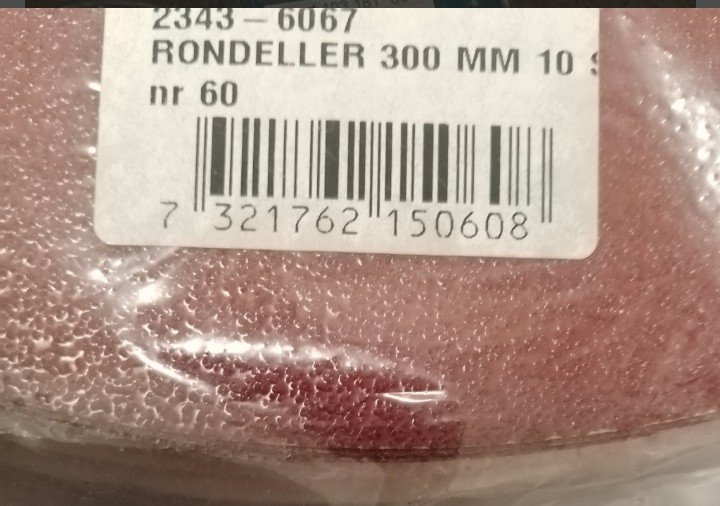 2343 – 6067
RONDELLER 300 MM 10
nr 60
7 321762 150608